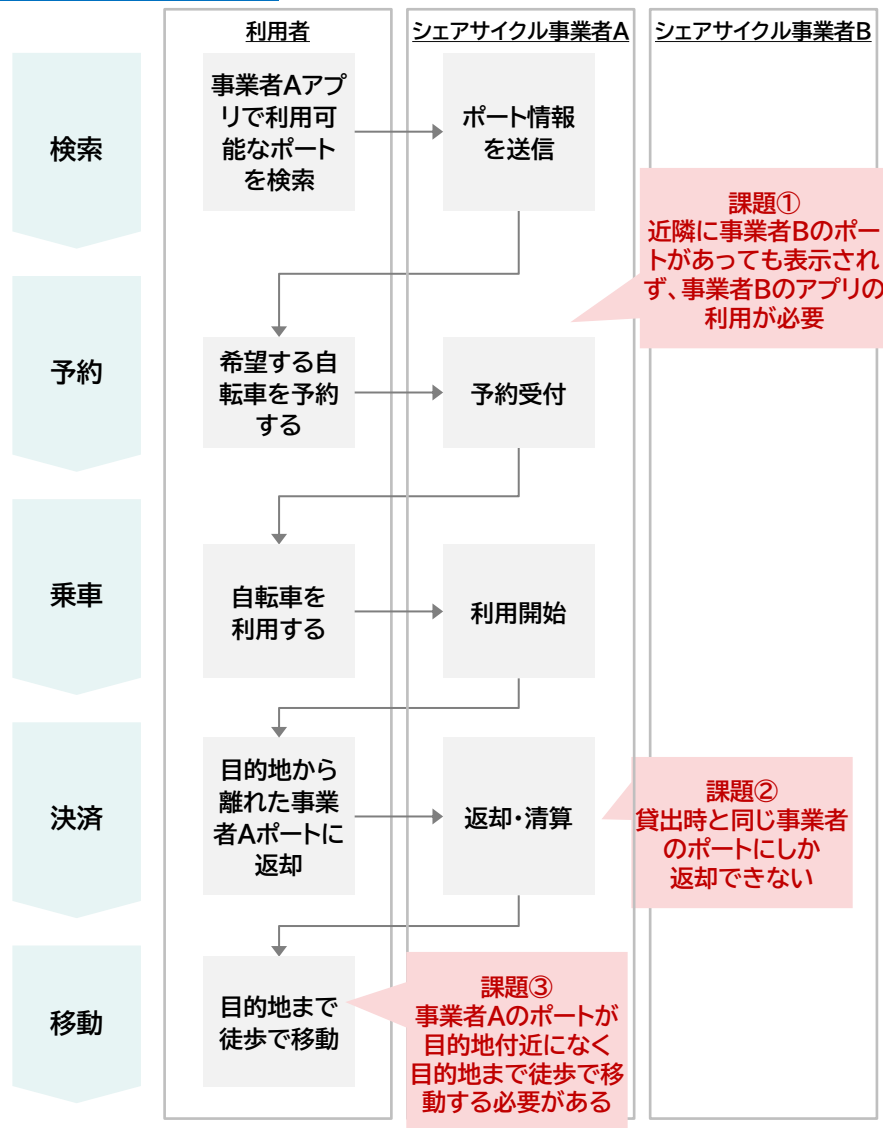 利用者
シェアサイクル事業者A
シェアサイクル事業者B
検索
事業者Aアプ
リで利用可
能なポート
を検索
ポート情報
を送信
課題①
近隣に事業者Bのポー
トがあっても表示され
ず、事業者Bのアプリの
利用が必要
予約
希望する自
転車を予約
する
予約受付
乗車
自転車を
利用する
利用開始
決済
目的地から
離れた事業
者Aポートに
返却
返却・清算
課題②
貸出時と同じ事業者
のポートにしか
返却できない
移動
目的地まで
徒歩で移動
課題③
事業者Aのポートが
目的地付近になく
目的地まで徒歩で移
動する必要がある